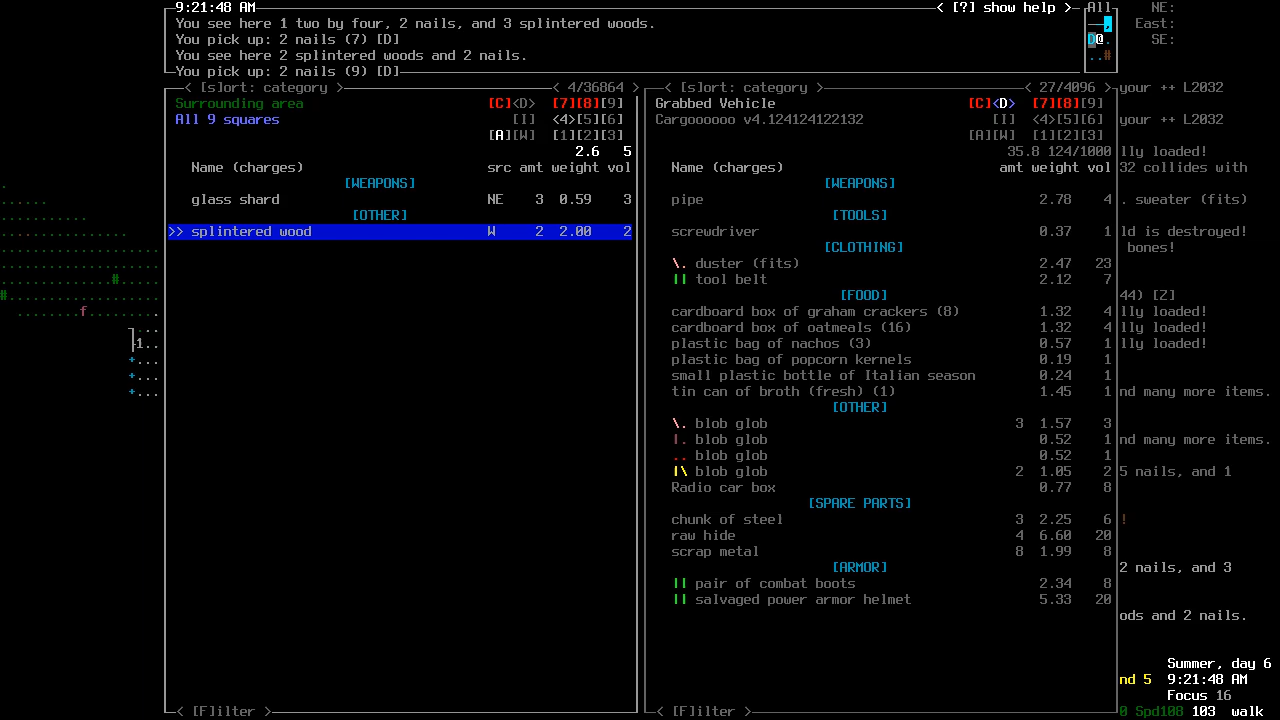 9:21:48 AM < [?] show help > All NE:
You see here 1 two by four, 2 nails, and 3 splintered woods. East:
You pick up: 2 nails (7) [D] D@. SE:
You see here 2 splintered woods and 2 nails. ..#
You pick up: 2 nails (9) [D]
< [s]ort: category > 4/36864 > < [s]ort: category > 27/4096 > your ++ L2032
Surrounding area [C]<D> [7][8][9] Grabbed Vehicle [C]<D> [7][8][9]
All 9 squares [I] <4>[5][6] Cargoooooo v4.124124122132 [I] <4>[5][6] your ++ L2032
[A][W] [1][2][3] [A][W] [1][2][3]
2.6 5 35.8 124/1000 lly loaded!
Name (charges) src amt weight vol Name (charges) amt weight vol 32 collides with
[WEAPONS] [WEAPONS]
glass shard NE 3 0.59 3 pipe 2.78 4 . sweater (fits)
[OTHER] [TOOLS]
>> splintered wood W 2 2.00 2 screwdriver 0.37 1 ld is destroyed!
[CLOTHING] bones!
\. duster (fits) 2.47 23
|| tool belt 2.12 7
[FOOD] 44) [Z]
cardboard box of graham crackers (8) 1.32 4 lly loaded!
cardboard box of oatmeals (16) 1.32 4 lly loaded!
plastic bag of nachos (3) 0.57 1 lly loaded!
plastic bag of popcorn kernels 0.19 1
small plastic bottle of Italian season 0.24 1
tin can of broth (fresh) (1) 1.45 1 nd many more items.
[OTHER]
\. blob glob 3 1.57 3
|. blob glob 0.52 1 nd many more items.
.. blob glob 0.52 1
|\ blob glob 2 1.05 2 5 nails, and 1
Radio car box 0.77 8
[SPARE PARTS]
chunk of steel 3 2.25 6 !
raw hide 4 6.60 20
scrap metal 8 1.99 8
[ARMOR] 2 nails, and 3
|| pair of combat boots 2.34 8
|| salvaged power armor helmet 5.33 20
ods and 2 nails.
Summer, day 6
nd 5 9:21:48 AM
Focus 16
< [F]ilter > < [F]ilter > 0 Spd108 103 walk